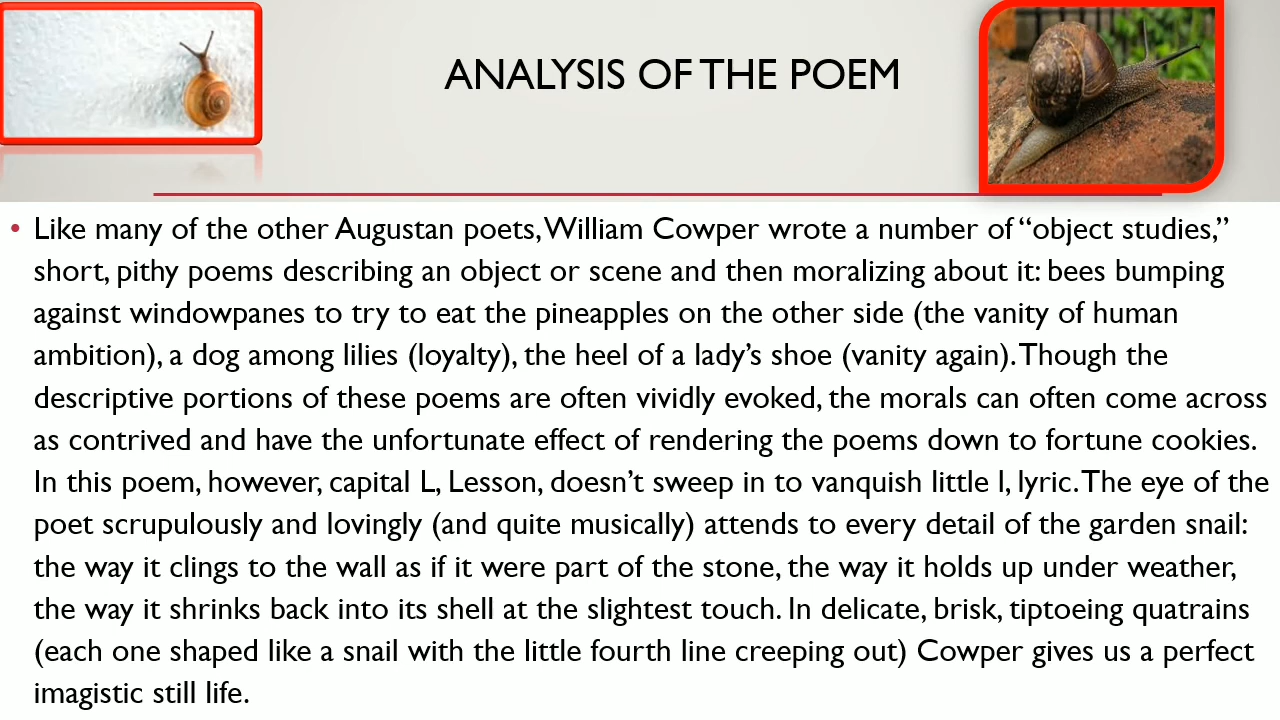 ANALYSIS OF THE POEM
• Like many of the other Augustan poets, William Cowper wrote a number of “object studies,”
short, pithy poems describing an object or scene and then moralizing about it: bees bumping
against windowpanes to try to eat the pineapples on the other side (the vanity of human
ambition), a dog among lilies (loyalty), the heel of a lady’s shoe (vanity again). Though the
descriptive portions of these poems are often vividly evoked, the morals can often come across
as contrived and have the unfortunate effect of rendering the poems down to fortune cookies.
In this poem, however, capital L, Lesson, doesn’t sweep in to vanquish little l, lyric. The eye of the
poet scrupulously and lovingly (and quite musically) attends to every detail of the garden snail:
the way it clings to the wall as if it were part of the stone, the way it holds up under weather,
the way it shrinks back into its shell at the slightest touch. In delicate, brisk, tiptoeing quatrains
(each one shaped like a snail with the little fourth line creeping out) Cowper gives us a perfect
imagistic still life.